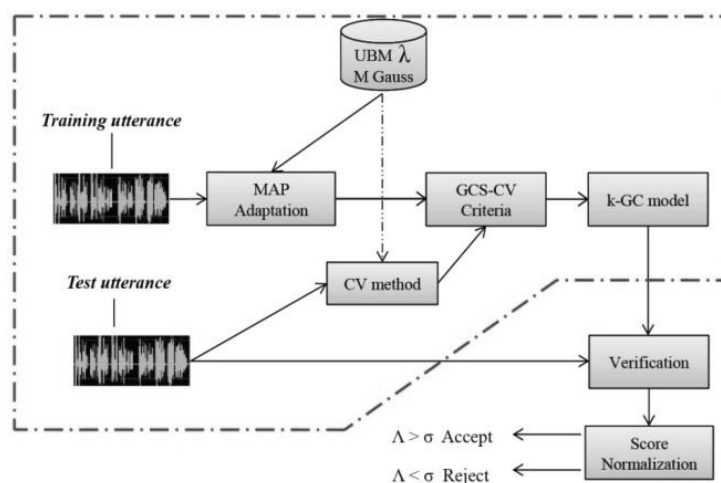 UBM λ
M Gauss
Training utterance
MAP
Adaptation
GCS-CV
Criteria
k-GC model
Test utterance
CV method
Verification
Λ > σ Accept
Λ < σ Reject
Score
Normalization